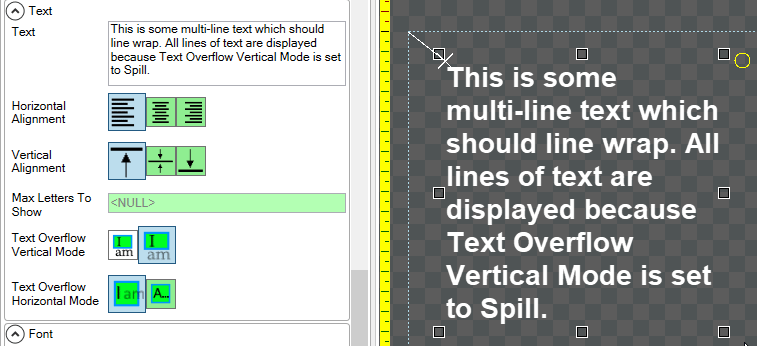 Text
Text
This is some multi-line text which should
line wrap. All lines of text are displayed
because Text Overflow Vertical Mode is set
to Spill.
Horizontal
Alignment
Vertical
Alignment
Max Letters To
Show
<NULL>
Text Overflow
Vertical Mode
I
am
I
am
Text Overflow
Horizontal Mode
I am
A...
Font
This is some
multi-line text which
should line wrap. All
lines of text are
displayed because
Text Overflow
Vertical Mode is set
to Spill.